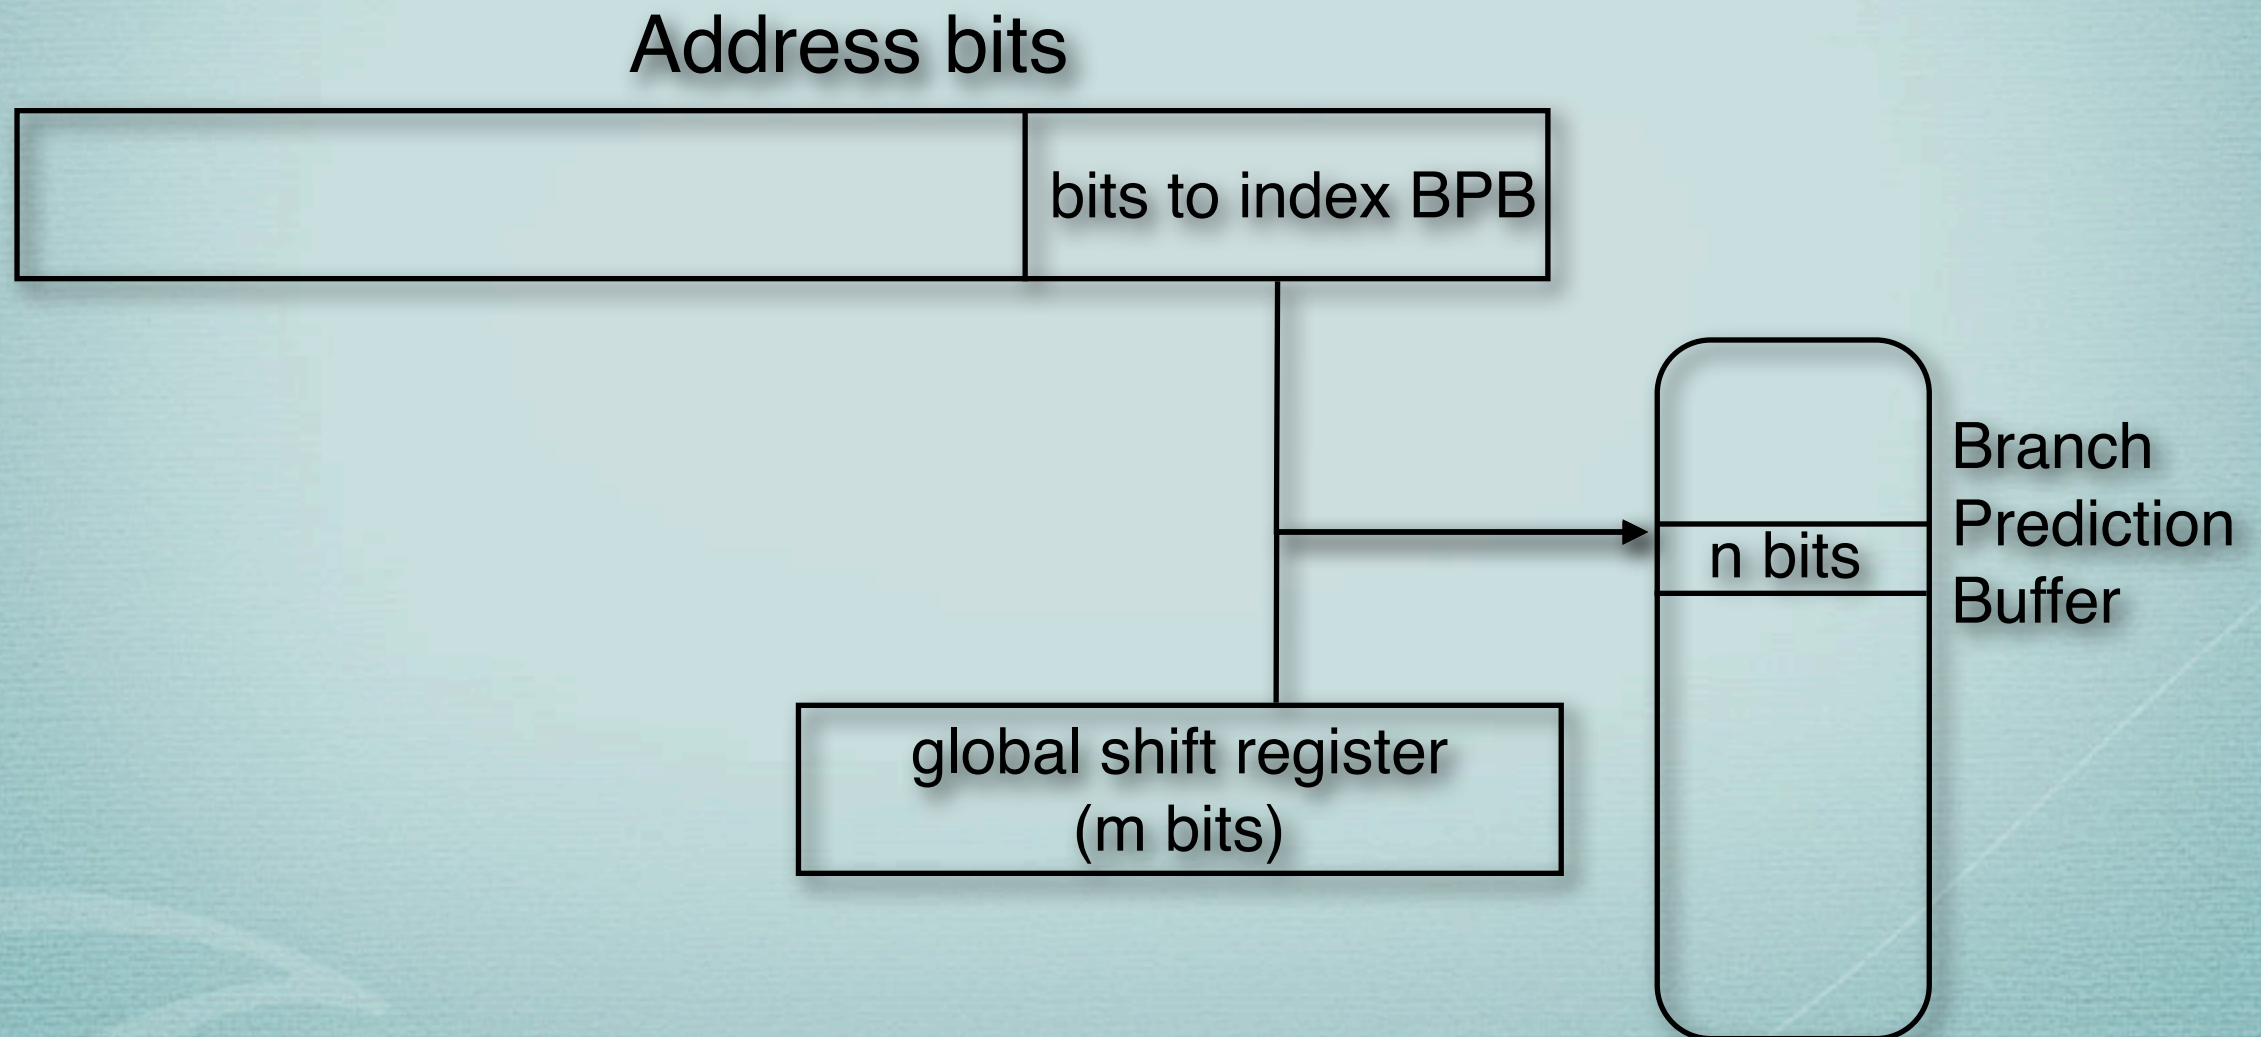 Address bits
bits to index BPB
n bits
Branch
Prediction
Buffer
global shift register
(m bits)